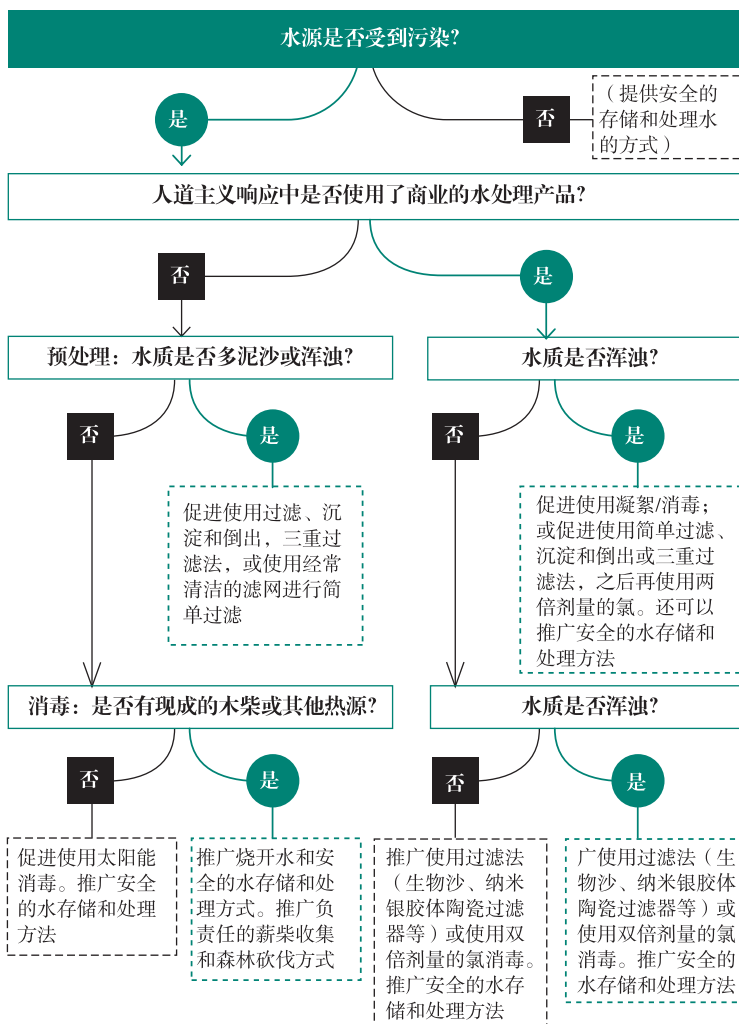 水源是否受到污染？
是
否
（提供安全的
存储和处理水
的方式）
人道主义响应中是否使用了商业的水处理产品？
否
是
预处理：水质是否多泥沙或浑浊？
水质是否浑浊？
否
是
否
是
促进使用过滤、沉
淀和倒出，三重过
滤法，或使用经常
清洁的滤网进行简
单过滤
促进使用凝絮/消毒；
或促进使用简单过滤、
沉淀和倒出或三重过
滤法，之后再使用两
倍剂量的氯。还可以
推广安全的水存储和
处理方法
消毒：是否有现成的木柴或其他热源？
水质是否浑浊？
否
是
否
是
促进使用太阳能
消毒。推广安全
的水存储和处理
方法
推广烧开水和安
全的水存储和处
理方式。推广负
责任的薪柴收集
和森林砍伐方式
推广使用过滤法
（生物沙、纳米
银胶体陶瓷过滤
器等）或使用双
倍剂量的氯消毒。
推广安全的水存
储和处理方法
广使用过滤法（生
物沙、纳米银胶体
陶瓷过滤器等）或
使用双倍剂量的氯
消毒。推广安全的
水存储和处理方法